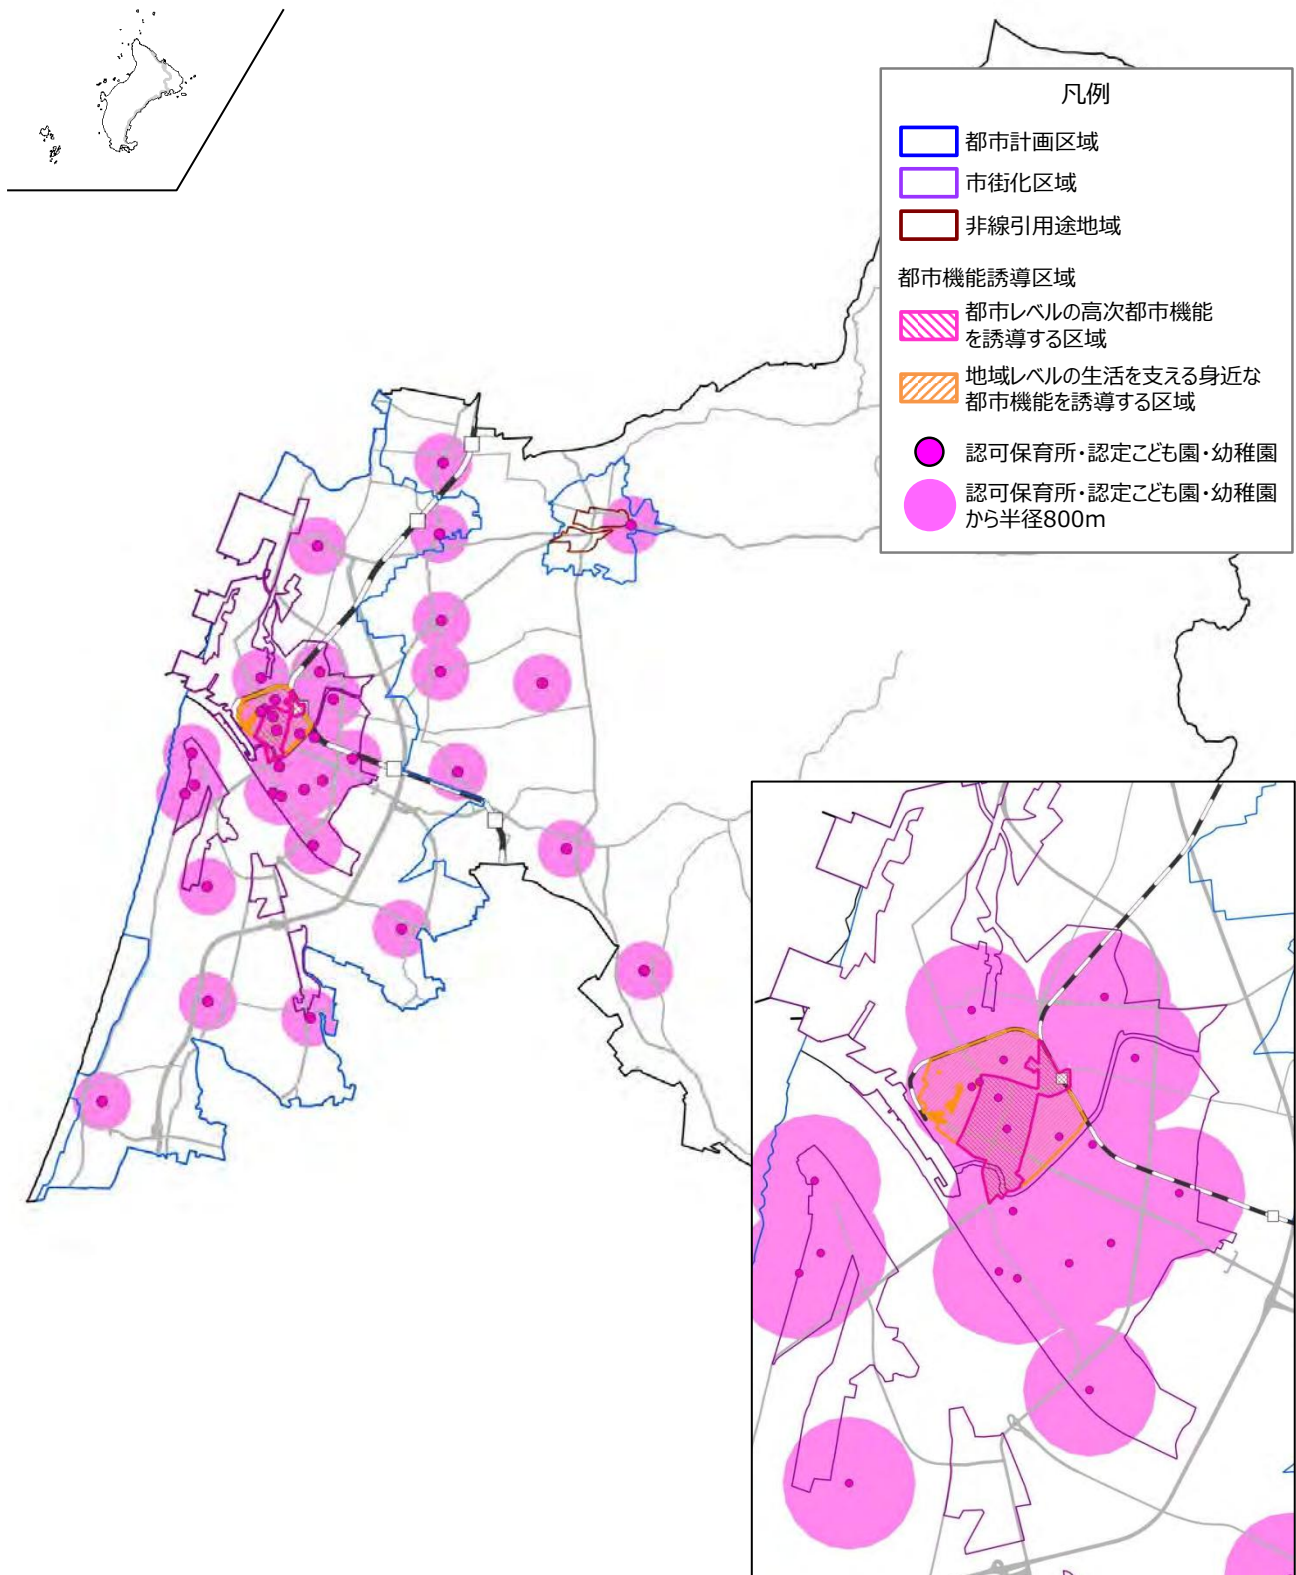 凡例
都市計画区域
市街化区域
非線引用途地域
都市機能誘導区域
都市レベルの高次都市機能
を誘導する区域
地域レベルの生活を支える身近な
都市機能を誘導する区域
認可保育所・認定こども園・幼稚園
認可保育所・認定こども園・幼稚園
から半径800m